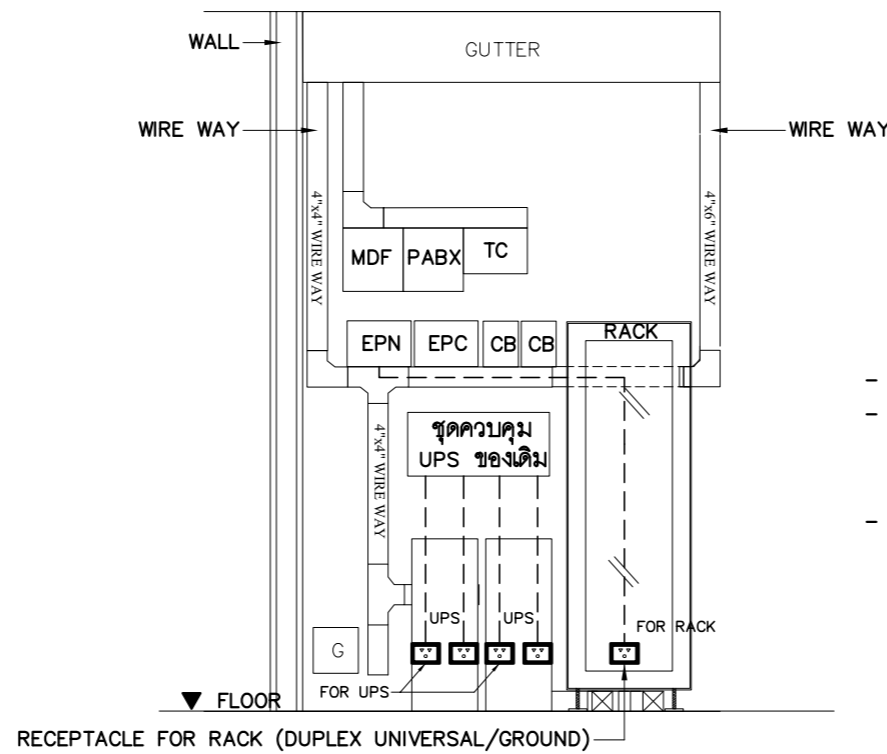 WALL
GUTTER
WIRE WAY
WIRE WAY
4"x4" WIRE WAY
4"x6" WIRE WAY
MDF
PABX
TC
EPN
EPC
CB
CB
RACK
4"x4" WIRE WAY
ชุดควบคุม
UPS ของเดิม
UPS
UPS
FOR RACK
G
FOR UPS
FLOOR
RECEPTACLE FOR RACK (DUPLEX UNIVERSAL/GROUND)
-
-
-